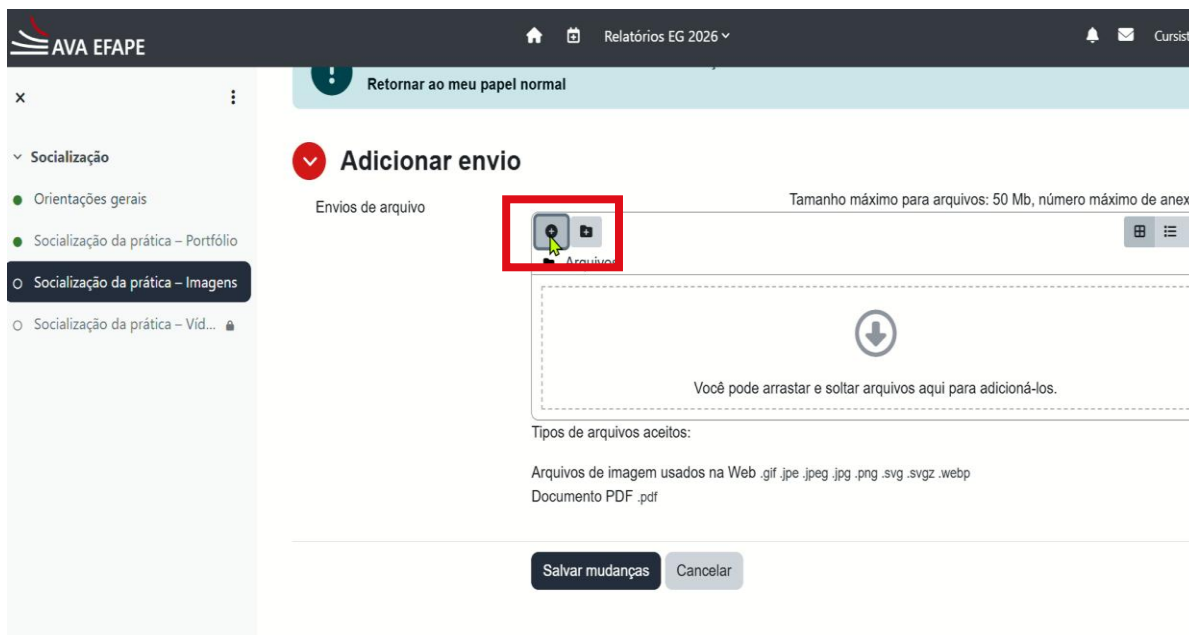 AVA EFAPE
Relatórios EG 2026
Cursist
Retornar ao meu papel normal
Socialização
Orientações gerais
Socialização da prática – Portfólio
Socialização da prática – Imagens
Socialização da prática – Víd...
Adicionar envio
Envios de arquivo
Tamanho máximo para arquivos: 50 Mb, número máximo de anex
Arquivos
Você pode arrastar e soltar arquivos aqui para adicioná-los.
Tipos de arquivos aceitos:
Arquivos de imagem usados na Web .gif .jpe .jpeg .jpg .png .svg .svgz .webp
Documento PDF .pdf
Salvar mudanças
Cancelar